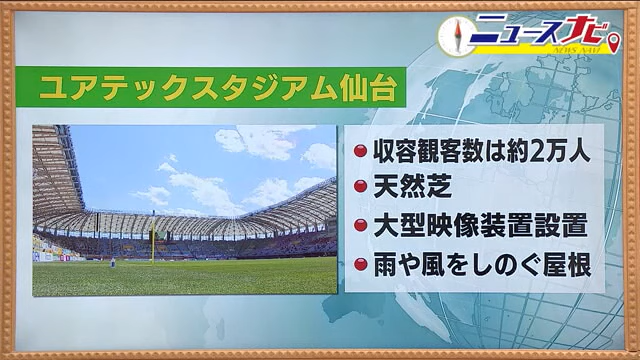 ニュースナビ
NEWS NAVI
ユアテックスタジアム仙台
収容観客数は約2万人
天然芝
大型映像装置設置
雨や風をしのぐ屋根